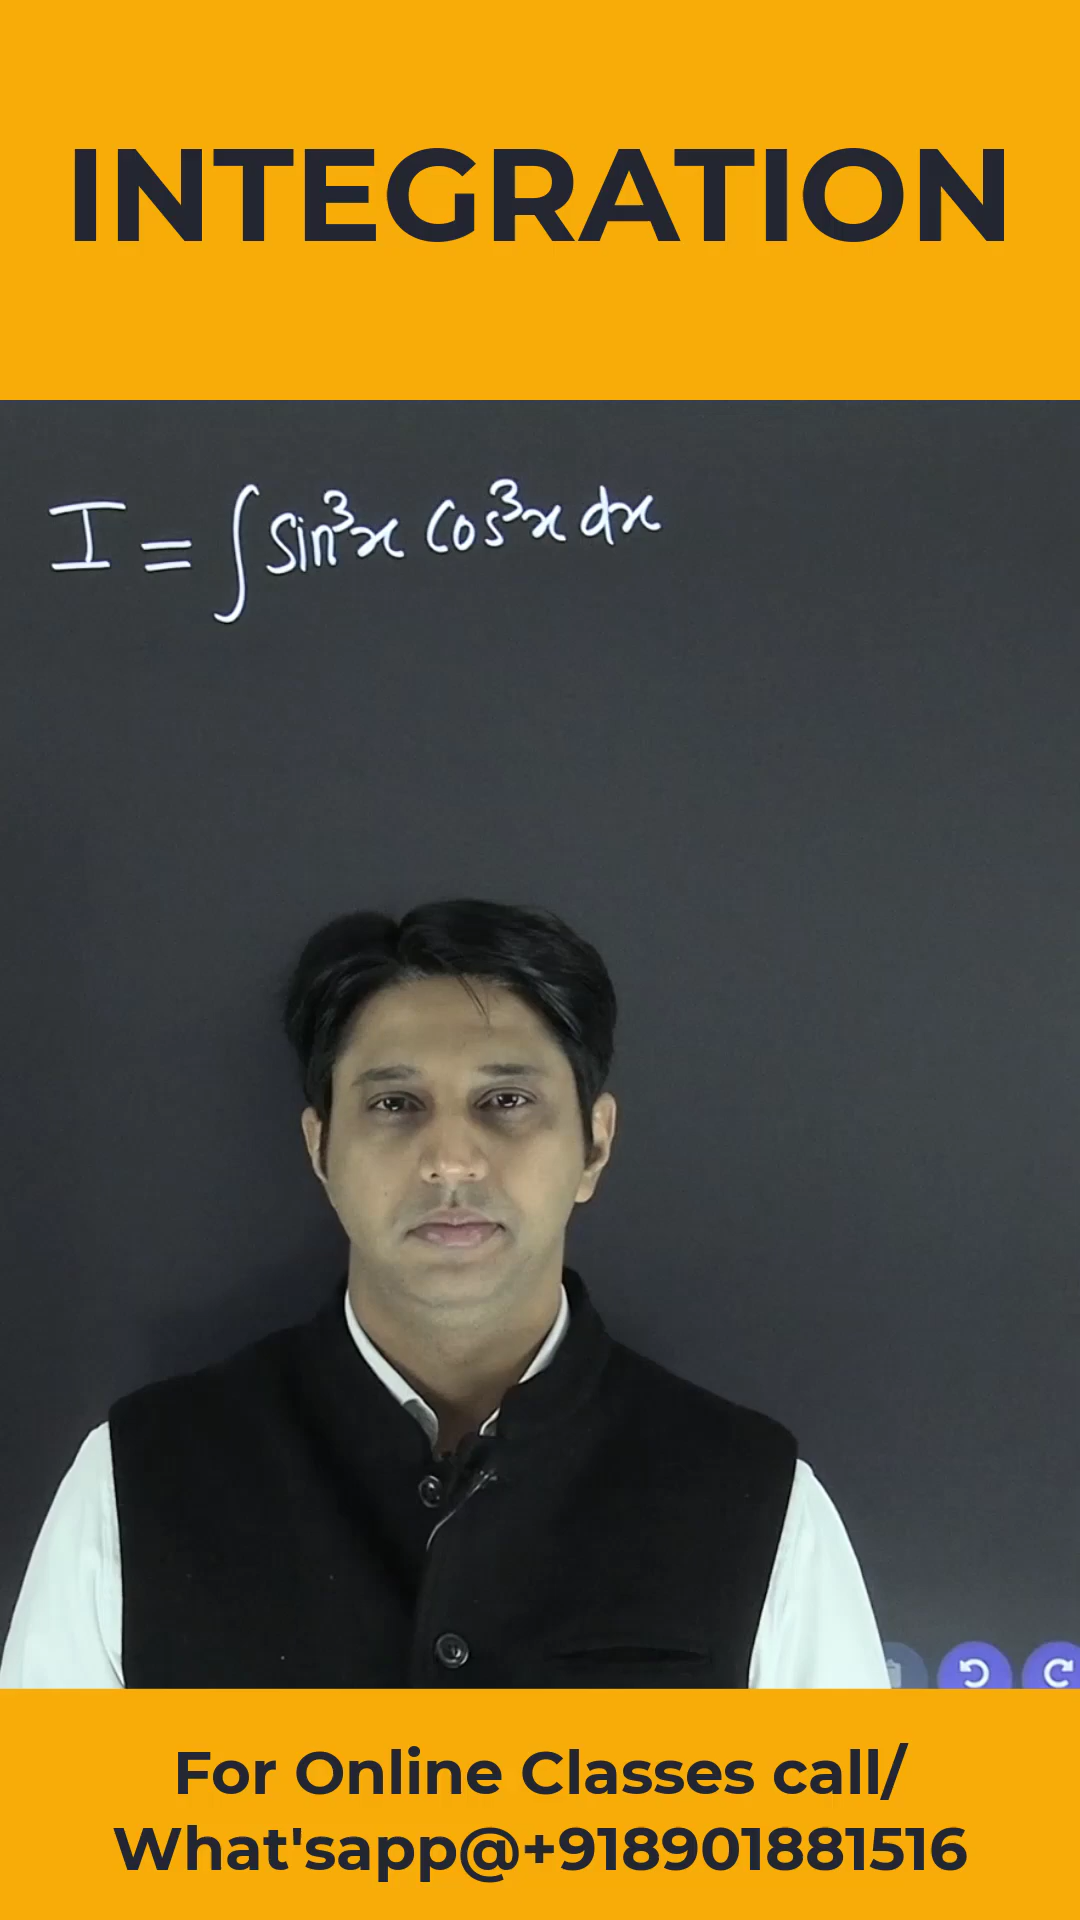 INTEGRATION
I = ∫ sin³x cos³x dx
For Online Classes call/
What'sapp@+918901881516